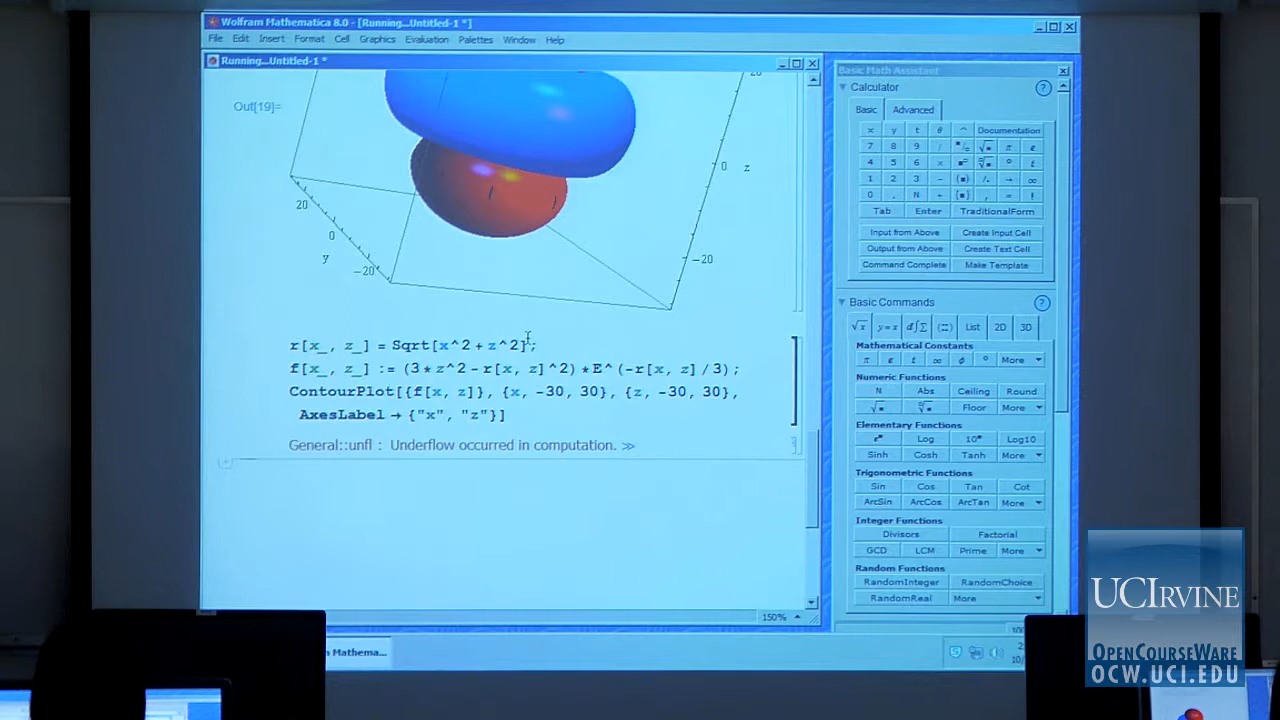 Wolfram Mathematica 8.0 - [Running...Untitled-1 *]
File Edit Insert Format Cell Graphics Evaluation Palettes Window Help
Running...Untitled-1 *
Out[19]=
20
0
y
-20
20
0
z
-20
r[x_, z_] = Sqrt[x^2 + z^2];
f[x_, z_] := (3*z^2 - r[x, z]^2)*E^(-r[x, z]/3);
ContourPlot[{f[x, z]}, {x, -30, 30}, {z, -30, 30},
AxesLabel → {"x", "z"}]
General::unfl : Underflow occurred in computation. ≫
150%
Basic Math Assistant
Calculator
Basic Advanced
x y t θ ^ Documentation
7 8 9 /
4 5 6 x
1 2 3 −
0 . N +
Tab Enter TraditionalForm
Input from Above Create Input Cell
Output from Above Create Text Cell
Command Complete Make Template
Basic Commands
√x y=x d∫Σ List 2D 3D
Mathematical Constants
π e i ∞ ϕ ° More
Numeric Functions
N Abs Ceiling Round
Floor More
Elementary Functions
Log Log10
Sinh Cosh Tanh More
Trigonometric Functions
Sin Cos Tan Cot
ArcSin ArcCos ArcTan More
Integer Functions
Divisors Factorial
GCD LCM Prime More
Random Functions
RandomInteger RandomChoice
RandomReal More
Mathema...
UCIRVINE
OPENCOURSEWARE
OCW.UCI.EDU